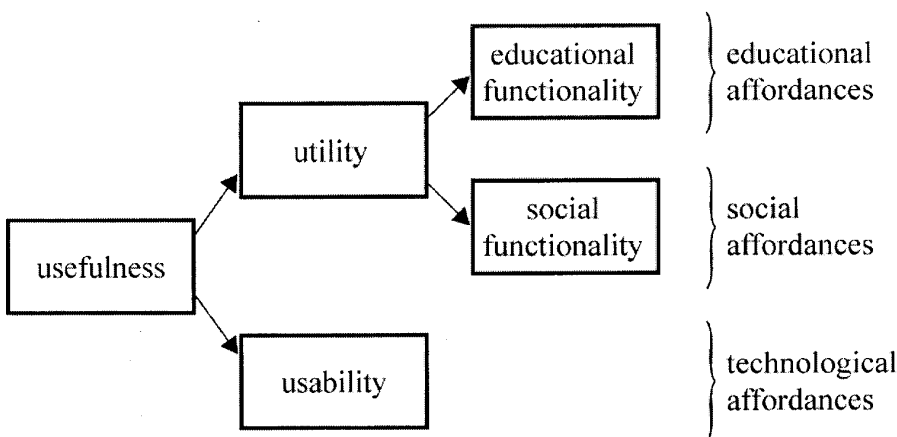 educational
functionality
educational
affordances
utility
social
functionality
social
affordances
usefulness
usability
technological
affordances